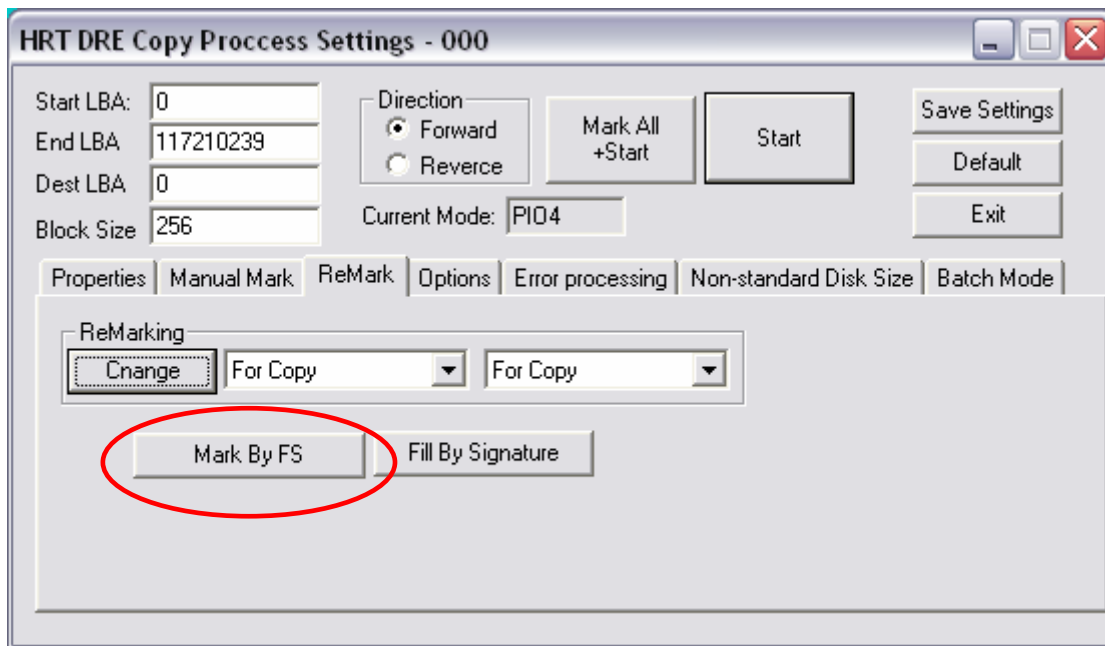 HRT DRE Copy Proccess Settings - 000
Start LBA: 0
End LBA 117210239
Dest LBA 0
Block Size 256
Direction
Forward
Reverce
Current Mode: PIO4
Mark All
+Start
Start
Save Settings
Default
Exit
Properties Manual Mark ReMark Options Error processing Non-standard Disk Size Batch Mode
ReMarking
Cnange For Copy For Copy
Mark By FS Fill By Signature